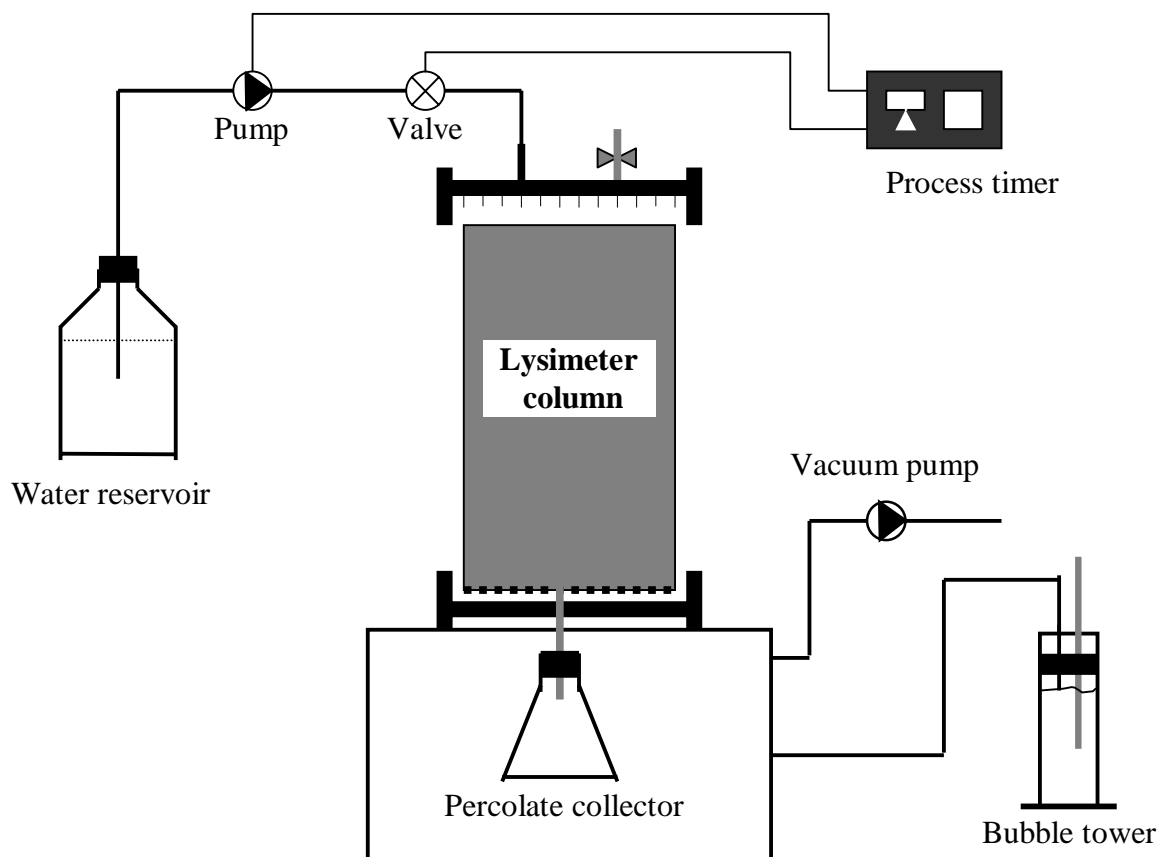 Pump
Valve
Process timer
Lysimeter
column
Water reservoir
Vacuum pump
Percolate collector
Bubble tower